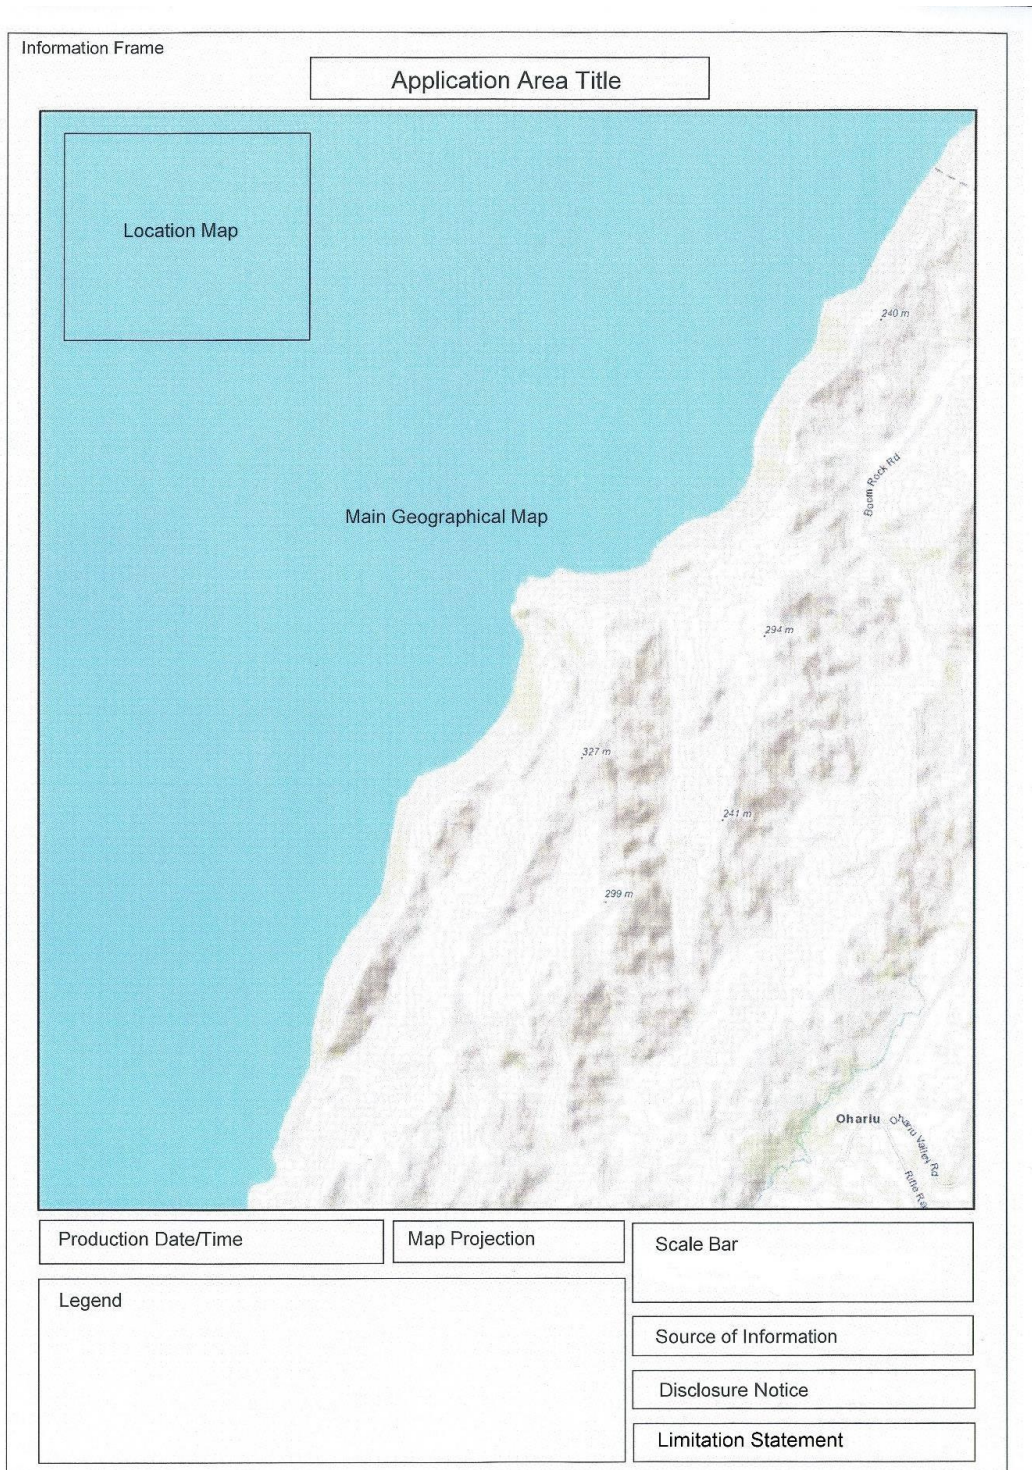 Information Frame
Application Area Title
Location Map
240 m
Boom Rock Rd
Main Geographical Map
294 m
327 m
241 m
299 m
Ohariu
Ohariu Valley Rd
Rifle Ra
Production Date/Time
Map Projection
Scale Bar
Legend
Source of Information
Disclosure Notice
Limitation Statement